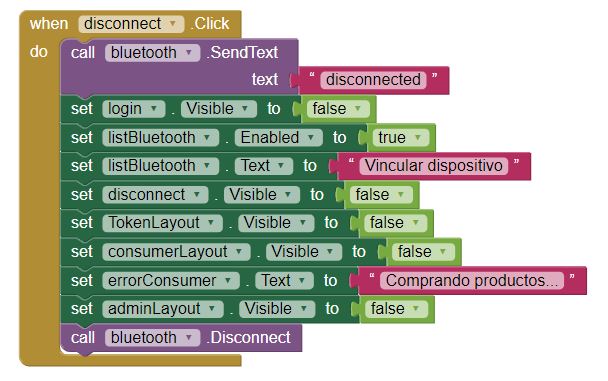 when disconnect .Click
do call bluetooth .SendText
text " disconnected "
set login . Visible to false
set listBluetooth . Enabled to true
set listBluetooth . Text to " Vincular dispositivo "
set disconnect . Visible to false
set TokenLayout . Visible to false
set consumerLayout . Visible to false
set errorConsumer . Text to " Comprando productos... "
set adminLayout . Visible to false
call bluetooth .Disconnect